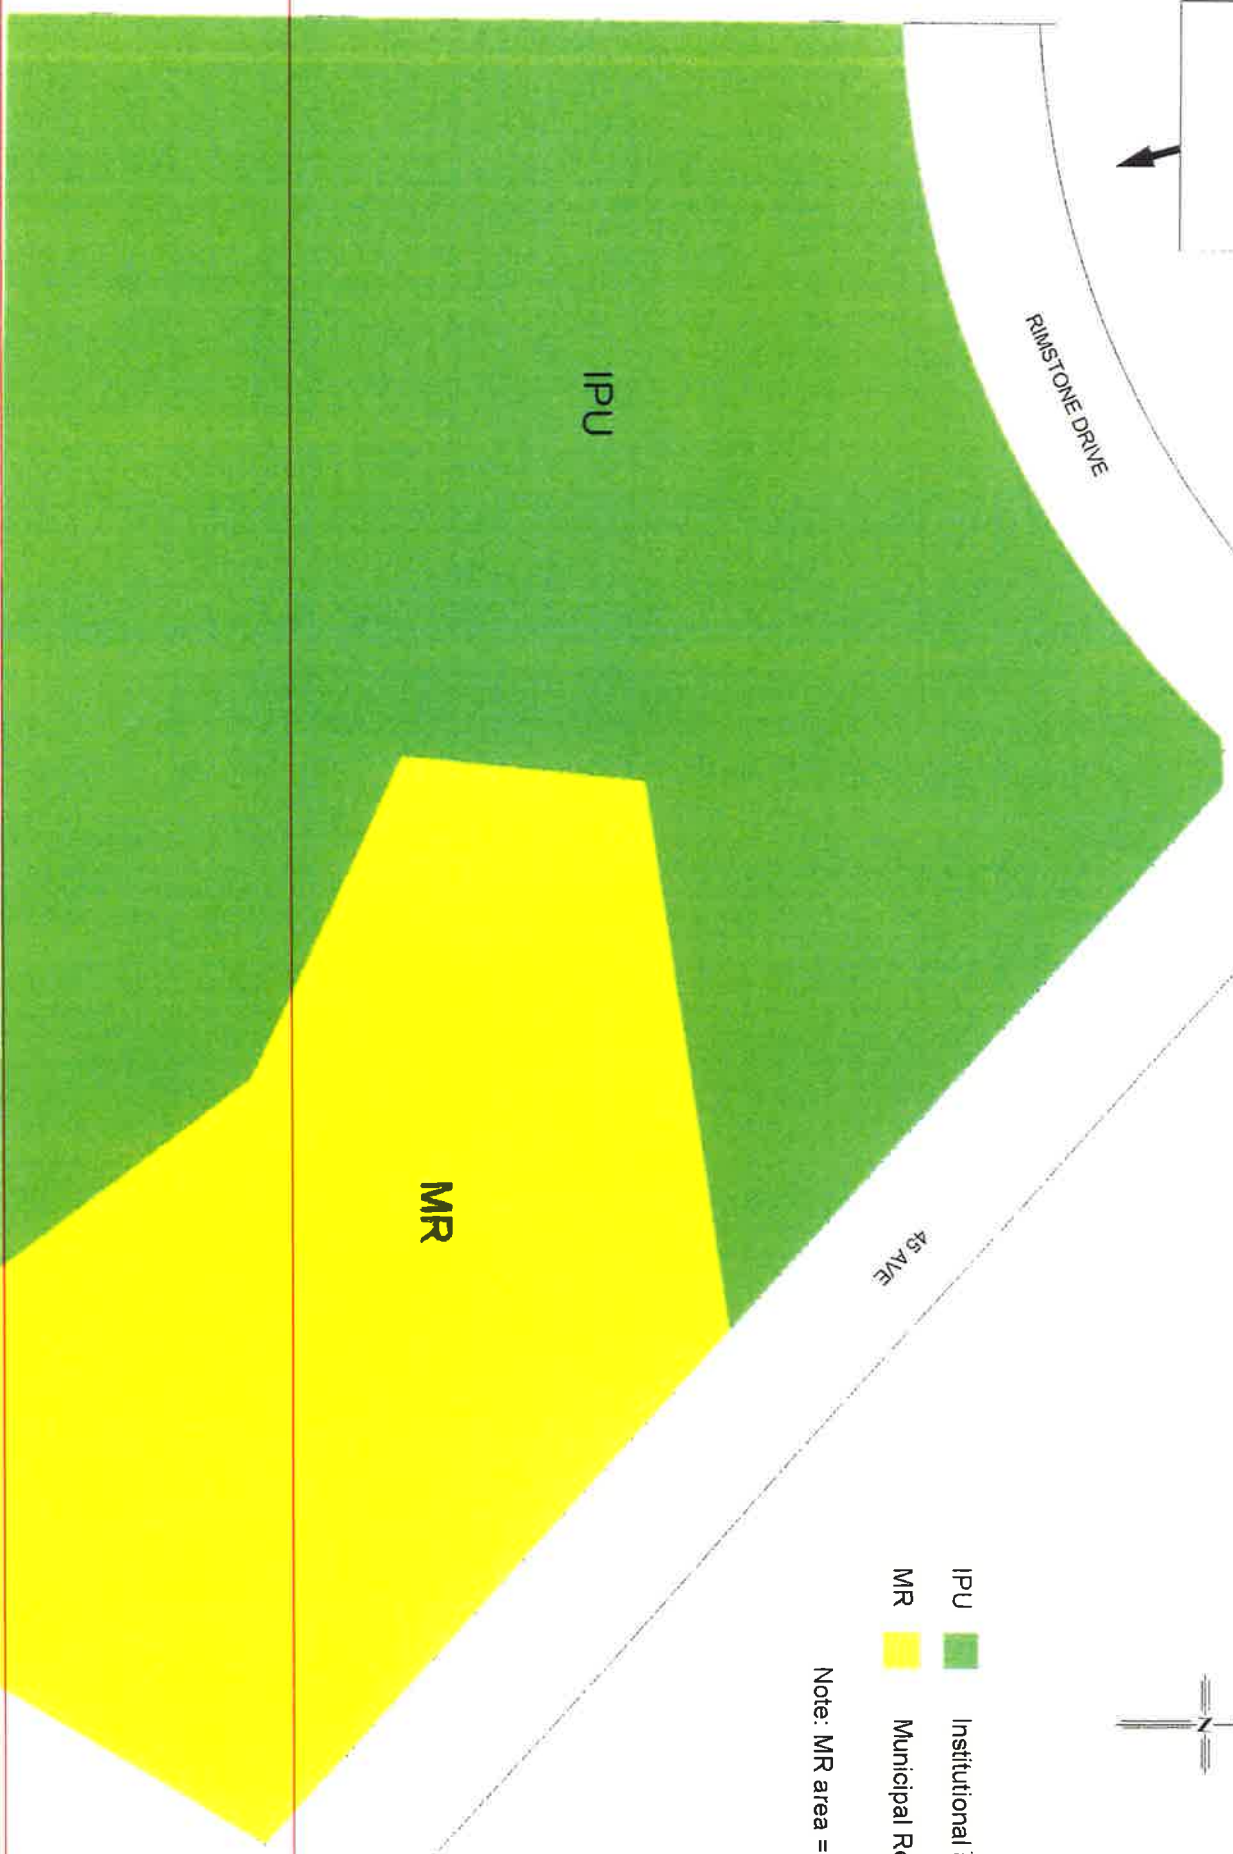 RIMSTONE DRIVE
IPU
45 AVE
MR
N
IPU Institutional
MR Municipal
Note: MR area =